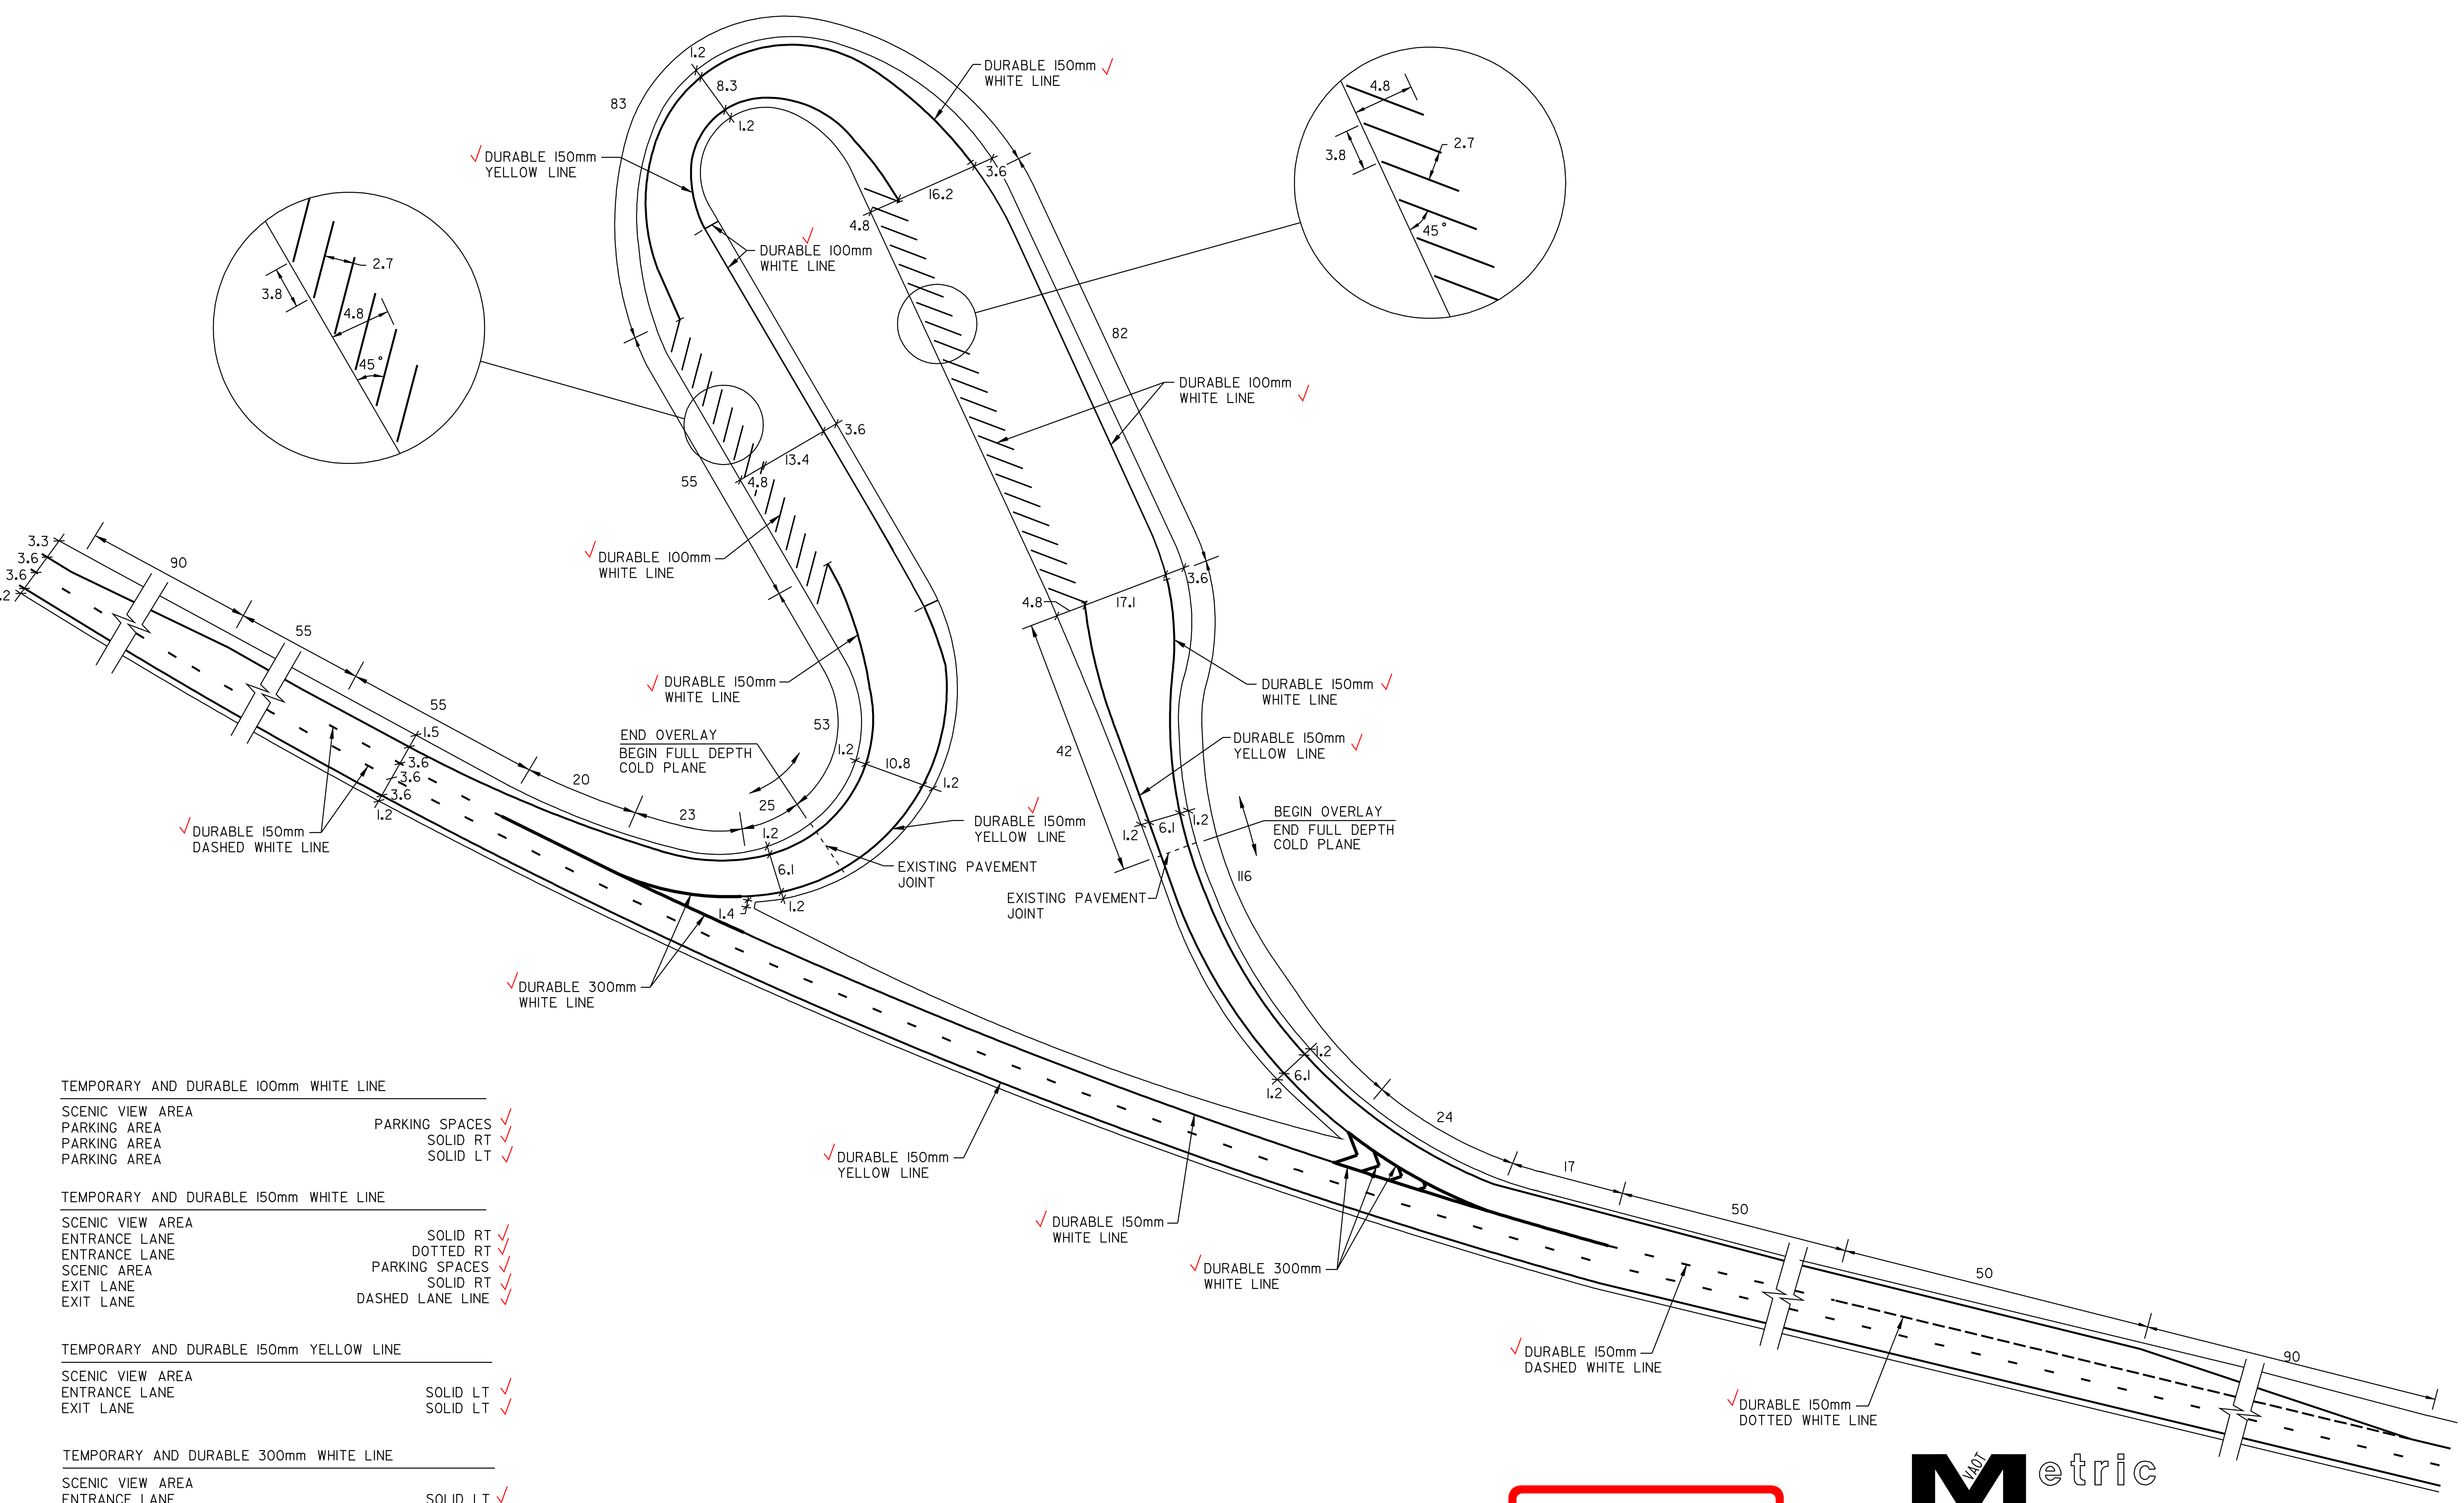 1.2
8.3
1.2
83
DURABLE 150mm
WHITE LINE
4.8
3.8
2.7
45°
DURABLE 150mm
YELLOW LINE
3.6
16.2
4.8
DURABLE 100mm
WHITE LINE
2.7
3.8
4.8
45°
82
DURABLE 100mm
WHITE LINE
3.6
13.4
4.8
55
DURABLE 100mm
WHITE LINE
3.3
3.6
3.6
.2
90
55
55
3.6
4.8
17.1
DURABLE 150mm
WHITE LINE
DURABLE 150mm
WHITE LINE
53
END OVERLAY
BEGIN FULL DEPTH
COLD PLANE
1.2
10.8
1.2
42
DURABLE 150mm
YELLOW LINE
1.5
3.6
3.6
3.6
1.2
20
23
25
DURABLE 150mm
DASHED WHITE LINE
1.2
6.1
1.2
1.4
DURABLE 150mm
YELLOW LINE
EXISTING PAVEMENT
JOINT
1.2
6.1
1.2
BEGIN OVERLAY
END FULL DEPTH
COLD PLANE
EXISTING PAVEMENT
JOINT
116
DURABLE 300mm
WHITE LINE
1.2
6.1
1.2
24
17
50
50
90
DURABLE 150mm
YELLOW LINE
DURABLE 150mm
WHITE LINE
DURABLE 300mm
WHITE LINE
DURABLE 150mm
DASHED WHITE LINE
DURABLE 150mm
DOTTED WHITE LINE
TEMPORARY AND DURABLE 100mm WHITE LINE
SCENIC VIEW AREA
PARKING AREA PARKING SPACES
PARKING AREA SOLID RT
PARKING AREA SOLID LT
TEMPORARY AND DURABLE 150mm WHITE LINE
SCENIC VIEW AREA
ENTRANCE LANE SOLID RT
ENTRANCE LANE DOTTED RT
SCENIC AREA PARKING SPACES
EXIT LANE SOLID RT
EXIT LANE DASHED LANE LINE
TEMPORARY AND DURABLE 150mm YELLOW LINE
SCENIC VIEW AREA
ENTRANCE LANE SOLID LT
EXIT LANE SOLID LT
TEMPORARY AND DURABLE 300mm WHITE LINE
SCENIC VIEW AREA
ENTRANCE LANE SOLID LT
VAOT
Metric